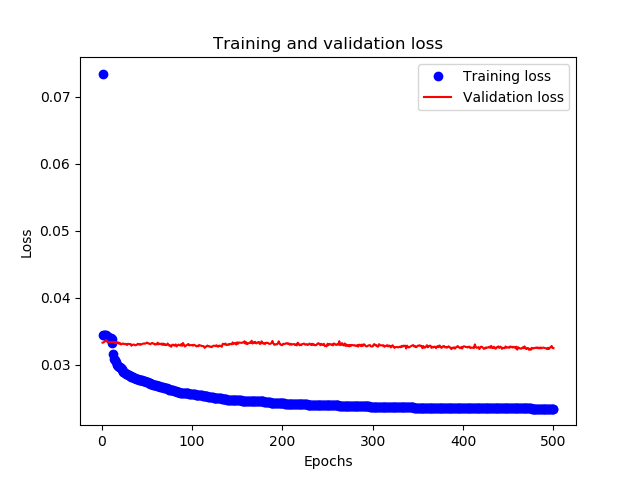 Training and validation loss
Training loss
Validation loss
0.07
0.06
0.05
0.04
0.03
Loss
0
100
200
300
400
500
Epochs